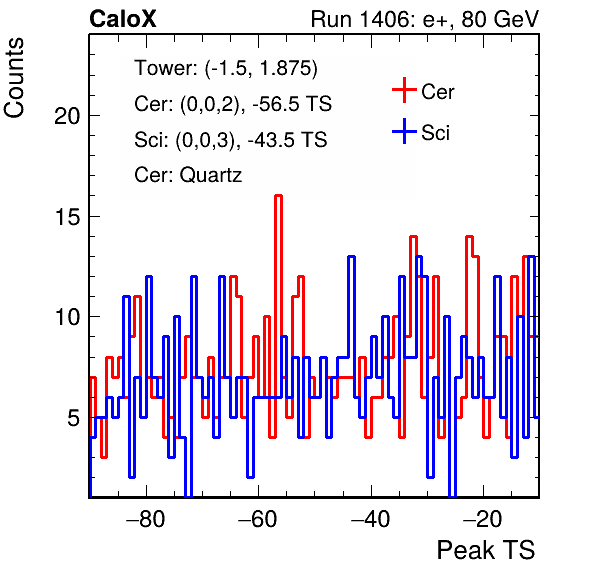 CaloX Run 1406: e+, 80 GeV
Counts
Tower: (-1.5, 1.875)
Cer: (0,0,2), -56.5 TS
Sci: (0,0,3), -43.5 TS
Cer: Quartz
Cer
Sci
20
15
10
5
−80 −60 −40 −20
Peak TS